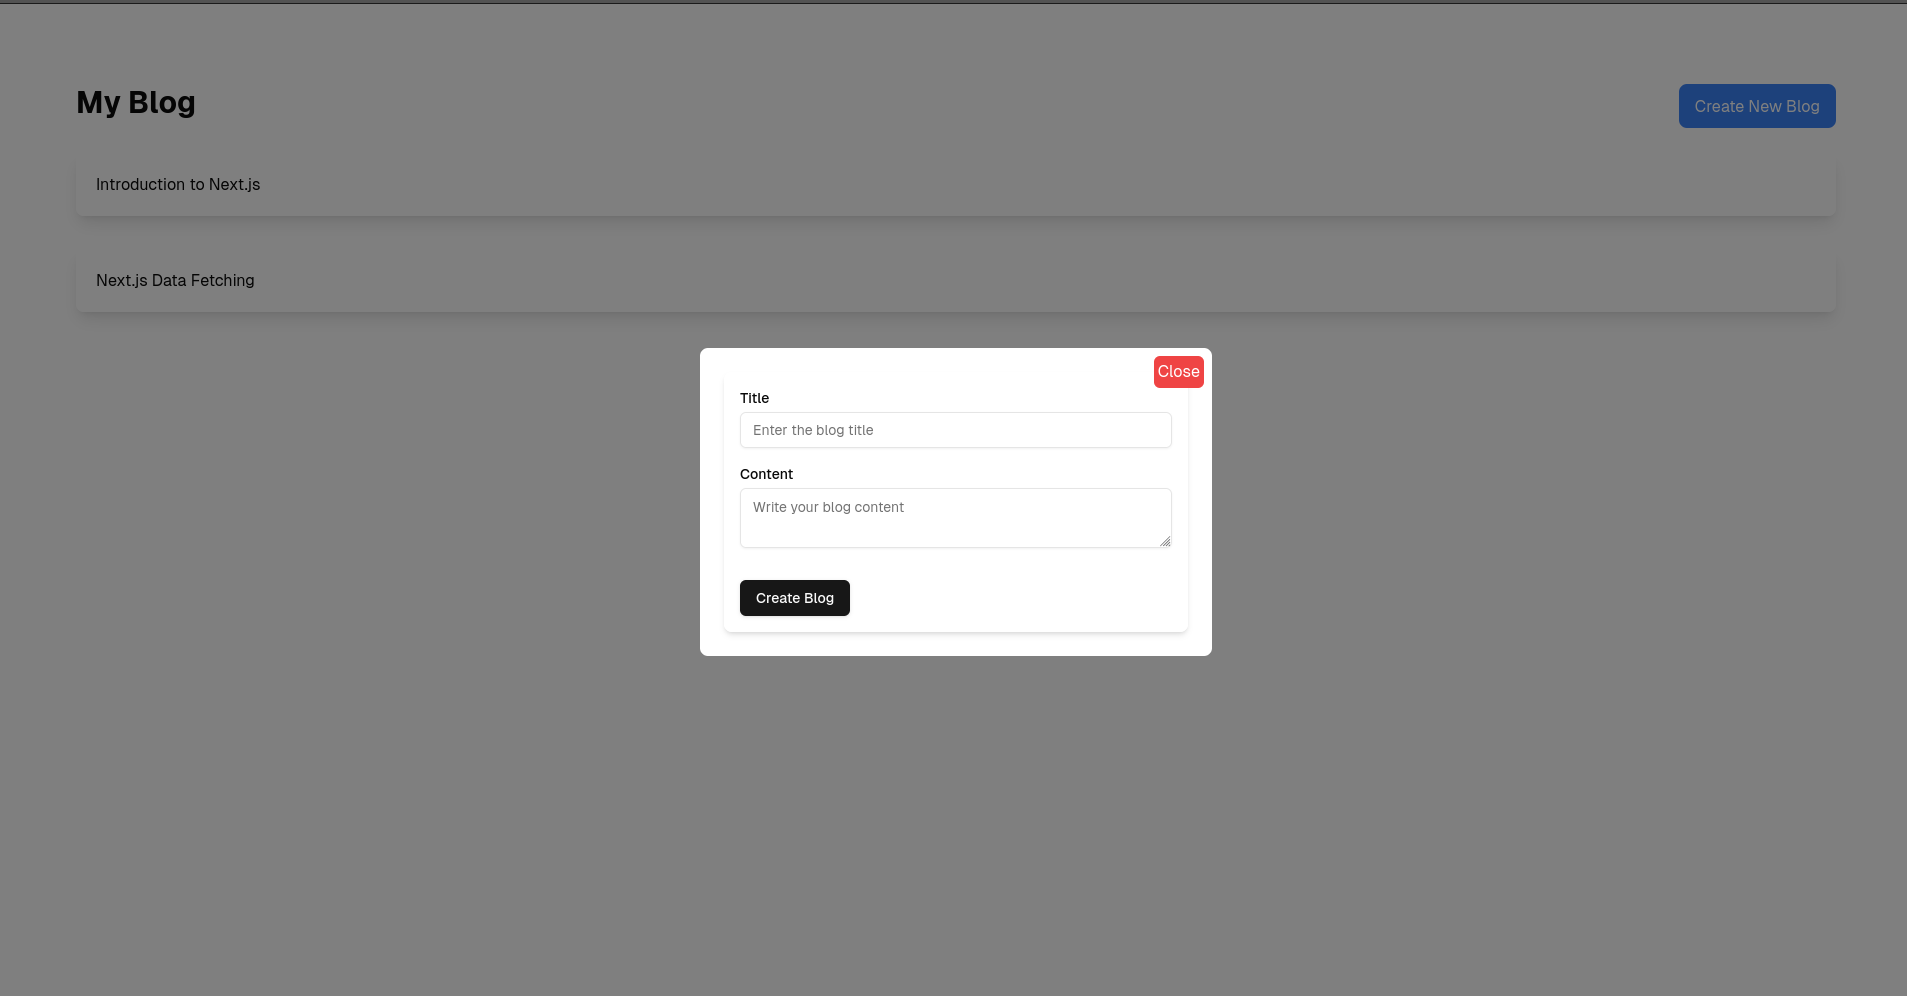 My Blog
Create New Blog
Introduction to Next.js
Next.js Data Fetching
Close
Title
Enter the blog title
Content
Write your blog content
Create Blog